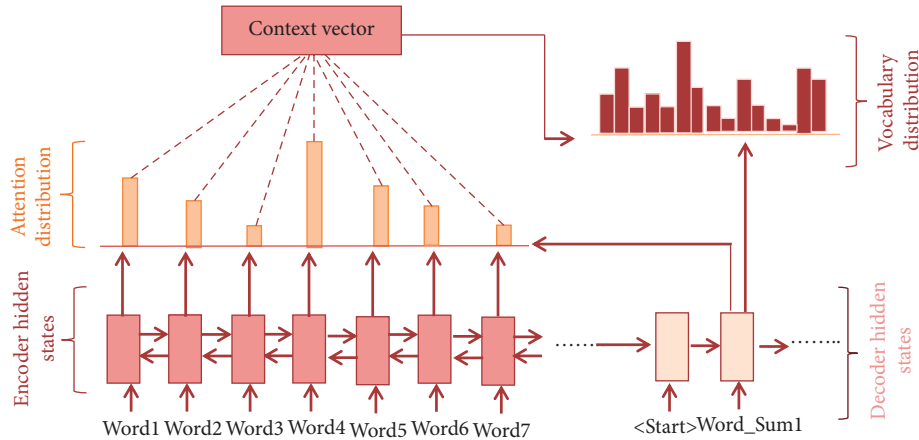 Context vector
Vocabulary
distribution
Attention
distribution
Encoder hidden
states
Decoder hidden
states
Word1 Word2 Word3 Word4 Word5 Word6 Word7 <Start> Word_Sum1